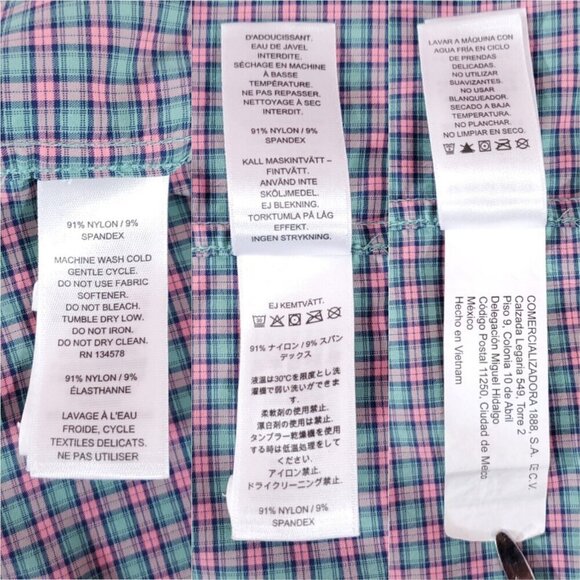 91% NYLON / 9%
SPANDEX
MACHINE WASH COLD
GENTLE CYCLE.
DO NOT USE FABRIC
SOFTENER.
DO NOT BLEACH.
TUMBLE DRY LOW.
DO NOT IRON.
DO NOT DRY CLEAN.
RN 134578
91% NYLON / 9%
ÉLASTHANNE
LAVAGE À L'EAU
FROIDE, CYCLE
TEXTILES DELICATS.
NE PAS UTILISER
D'ADOUCISSANT.
EAU DE JAVEL
INTERDITE.
SÉCHAGE EN MACHINE
À BASSE
TEMPÉRATURE.
NE PAS REPASSER.
NETTOYAGE À SEC
INTERDIT.
91% NYLON / 9%
SPANDEX
KALL MASKINTVÄTT –
FINTVÄTT.
ANVÄND INTE
SKÖLJMEDEL.
EJ BLEKNING.
TORKTUMLA PÅ LÅG
EFFEKT.
INGEN STRYKNING.
EJ KEMTVÄTT.
91% ナイロン / 9% スパン
デックス
液温は30℃を限度とし洗
濯機で弱い洗いができま
す.
柔軟剤の使用禁止.
漂白剤の使用は禁止.
タンブラー乾燥機を使用す
る時は低温設定にしてく
ださい.
アイロン禁止.
ドライクリーニング禁止.
91% NYLON / 9%
SPANDEX
LAVAR A MÁQUINA CON
AGUA FRÍA EN CICLO
DE PRENDAS
DELICADAS.
NO UTILIZAR
SUAVIZANTES.
NO USAR
BLANQUEADOR.
SECADO A BAJA
TEMPERATURA.
NO PLANCHAR.
NO LIMPIAR EN SECO.
COMERCIALIZADORA 1888, S.A. DE C.V.
Calzada Legaria 549, Torre 2
Piso 9, Colonia 10 de Abril
Delegación Miguel Hidalgo
Código Postal 11250, Ciudad de Méico
México
Hecho en Vietnam